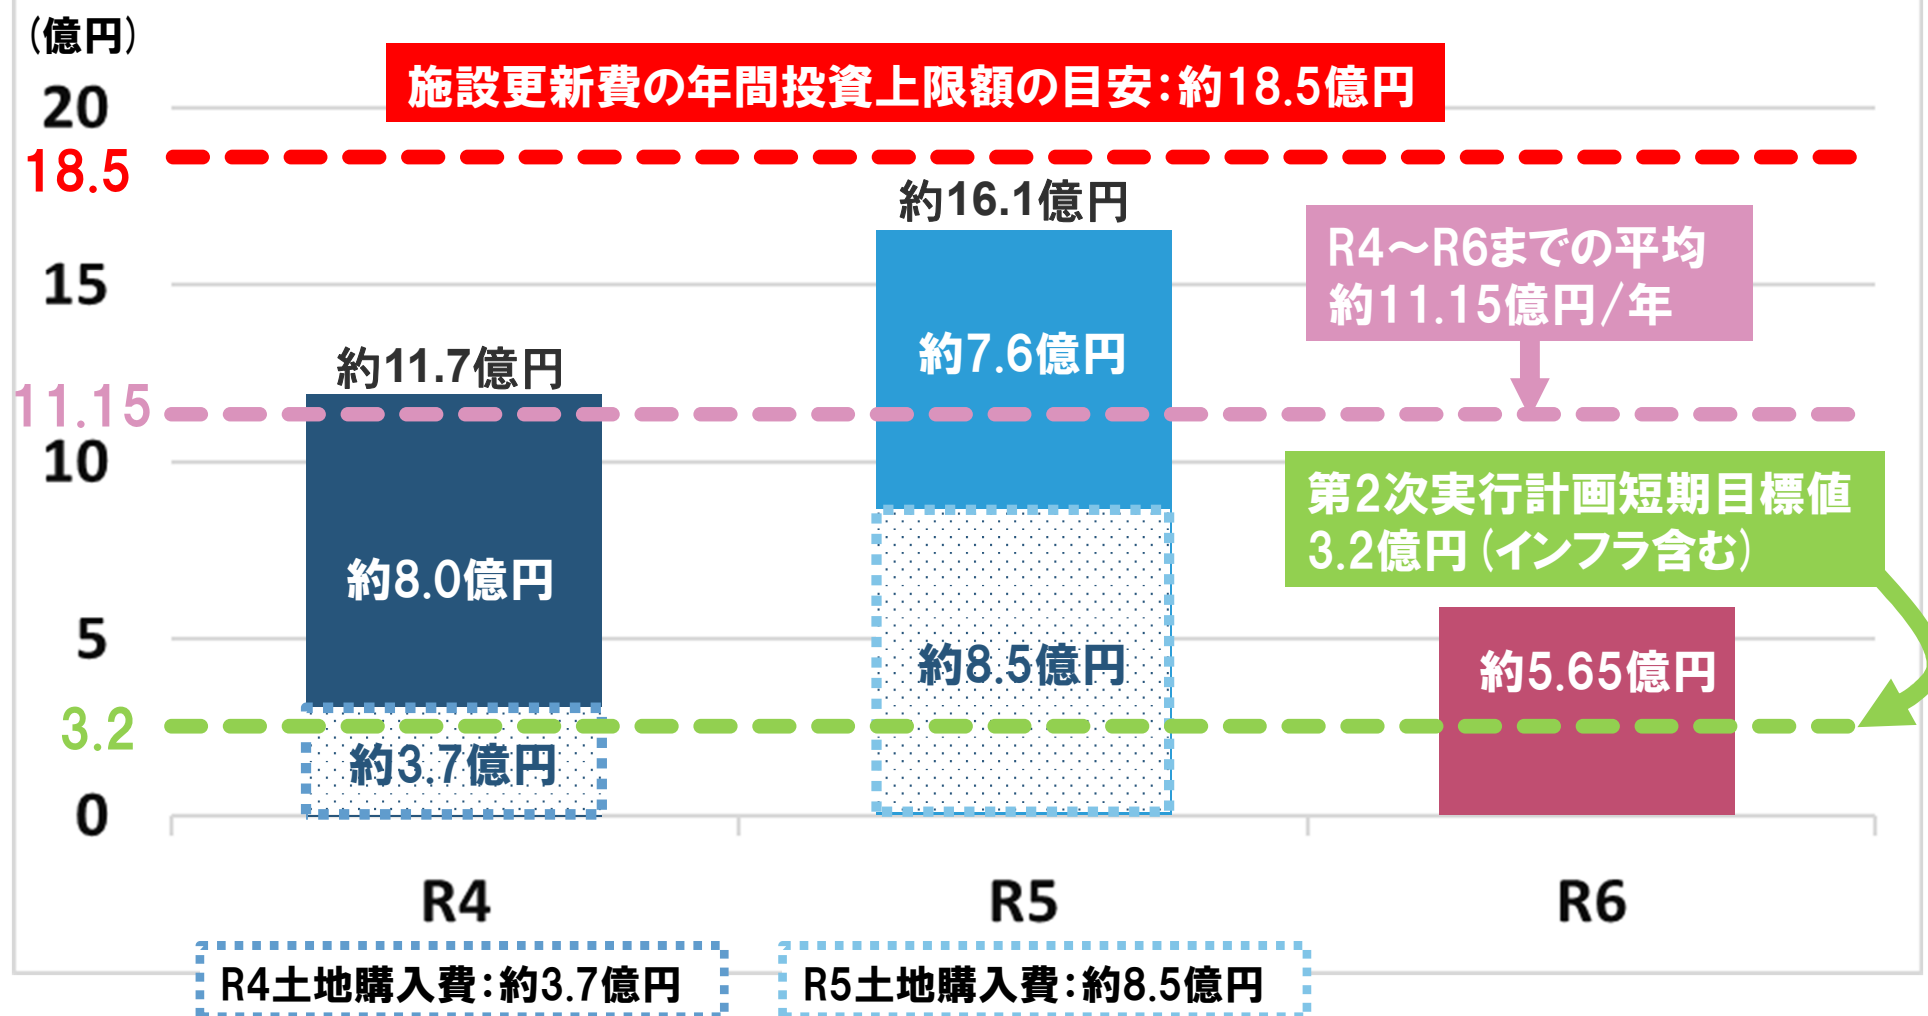 (億円)
施設更新費の年間投資上限額の目安：約18.5億円
20
18.5
約16.1億円
R4～R6までの平均
約11.15億円/年
15
約11.7億円
約7.6億円
11.15
10
第2次実行計画短期目標値
3.2億円(インフラ含む)
約8.0億円
5
約8.5億円
約5.65億円
3.2
約3.7億円
0
R4
R5
R6
R4土地購入費：約3.7億円
R5土地購入費：約8.5億円